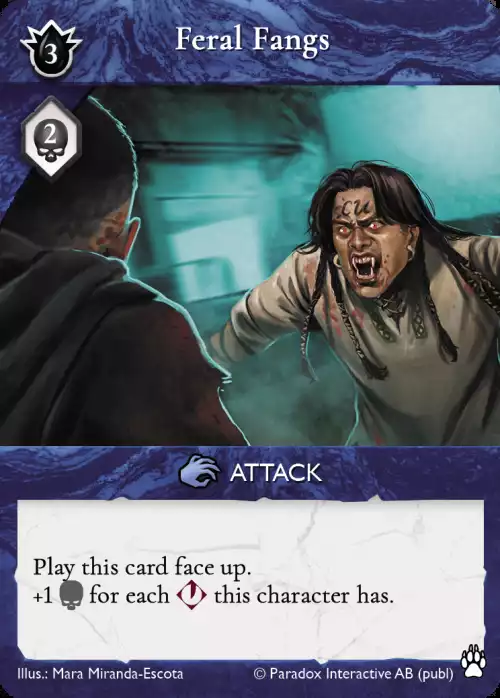 3
Feral Fangs
2
ATTACK
Play this card face up.
+1 for each this character has.
Illus.: Mara Miranda-Escota © Paradox Interactive AB (publ)